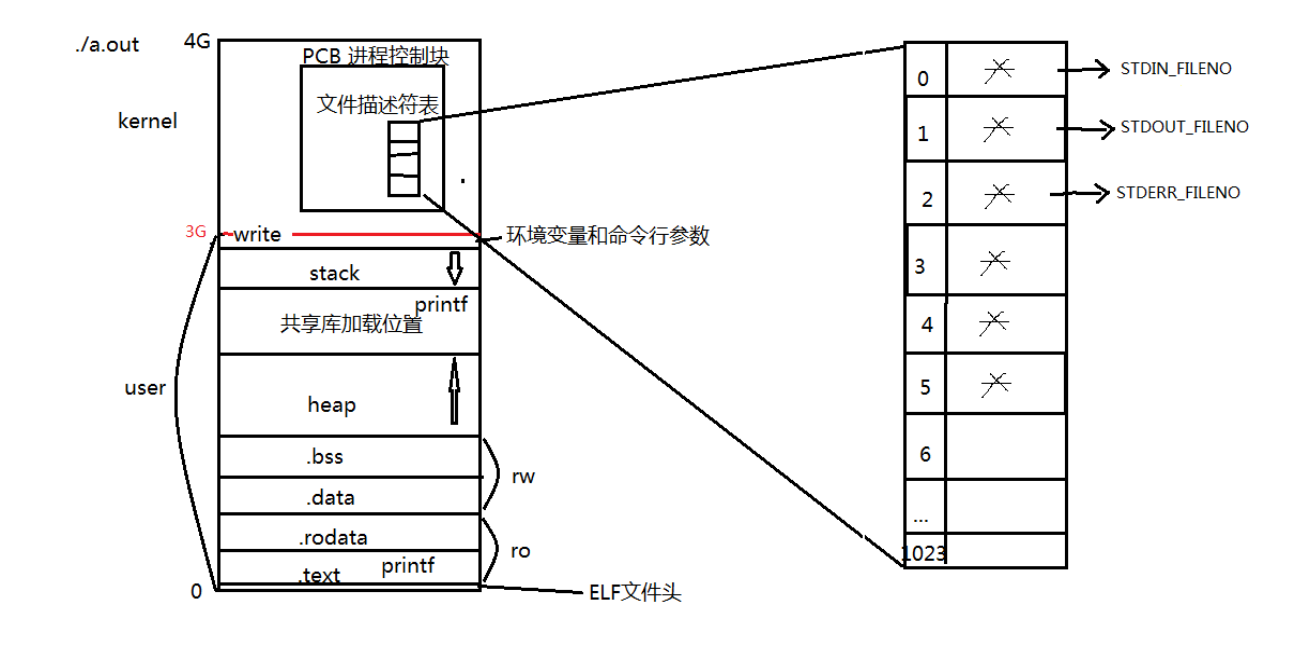 ./a.out
4G
PCB 进程控制块
文件描述符表
kernel
3G
write
环境变量和命令行参数
stack
printf
共享库加载位置
user
heap
.bss
rw
.data
.rodata
ro
.text
printf
0
ELF文件头
0
STDIN_FILENO
1
STDOUT_FILENO
2
STDERR_FILENO
3
4
5
6
...
1023